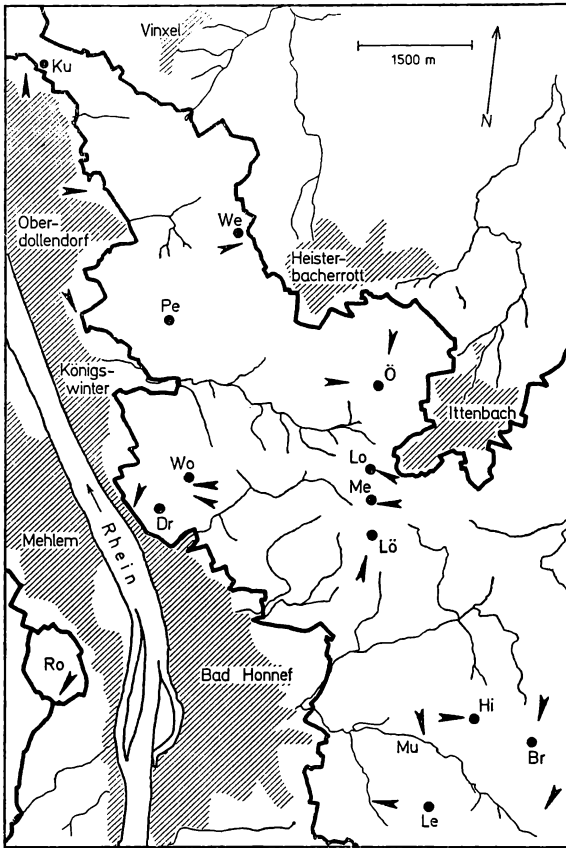 Vinxel
1500 m
Ku
N
Ober-
dollendorf
We
Heister-
bacherrott
Pe
Königs-
winter
Ö
Ittenbach
Lo
Wo
Me
Dr
Lö
Mehlem
Rhein
Ro
Bad Honnef
Hi
Mu
Br
Le